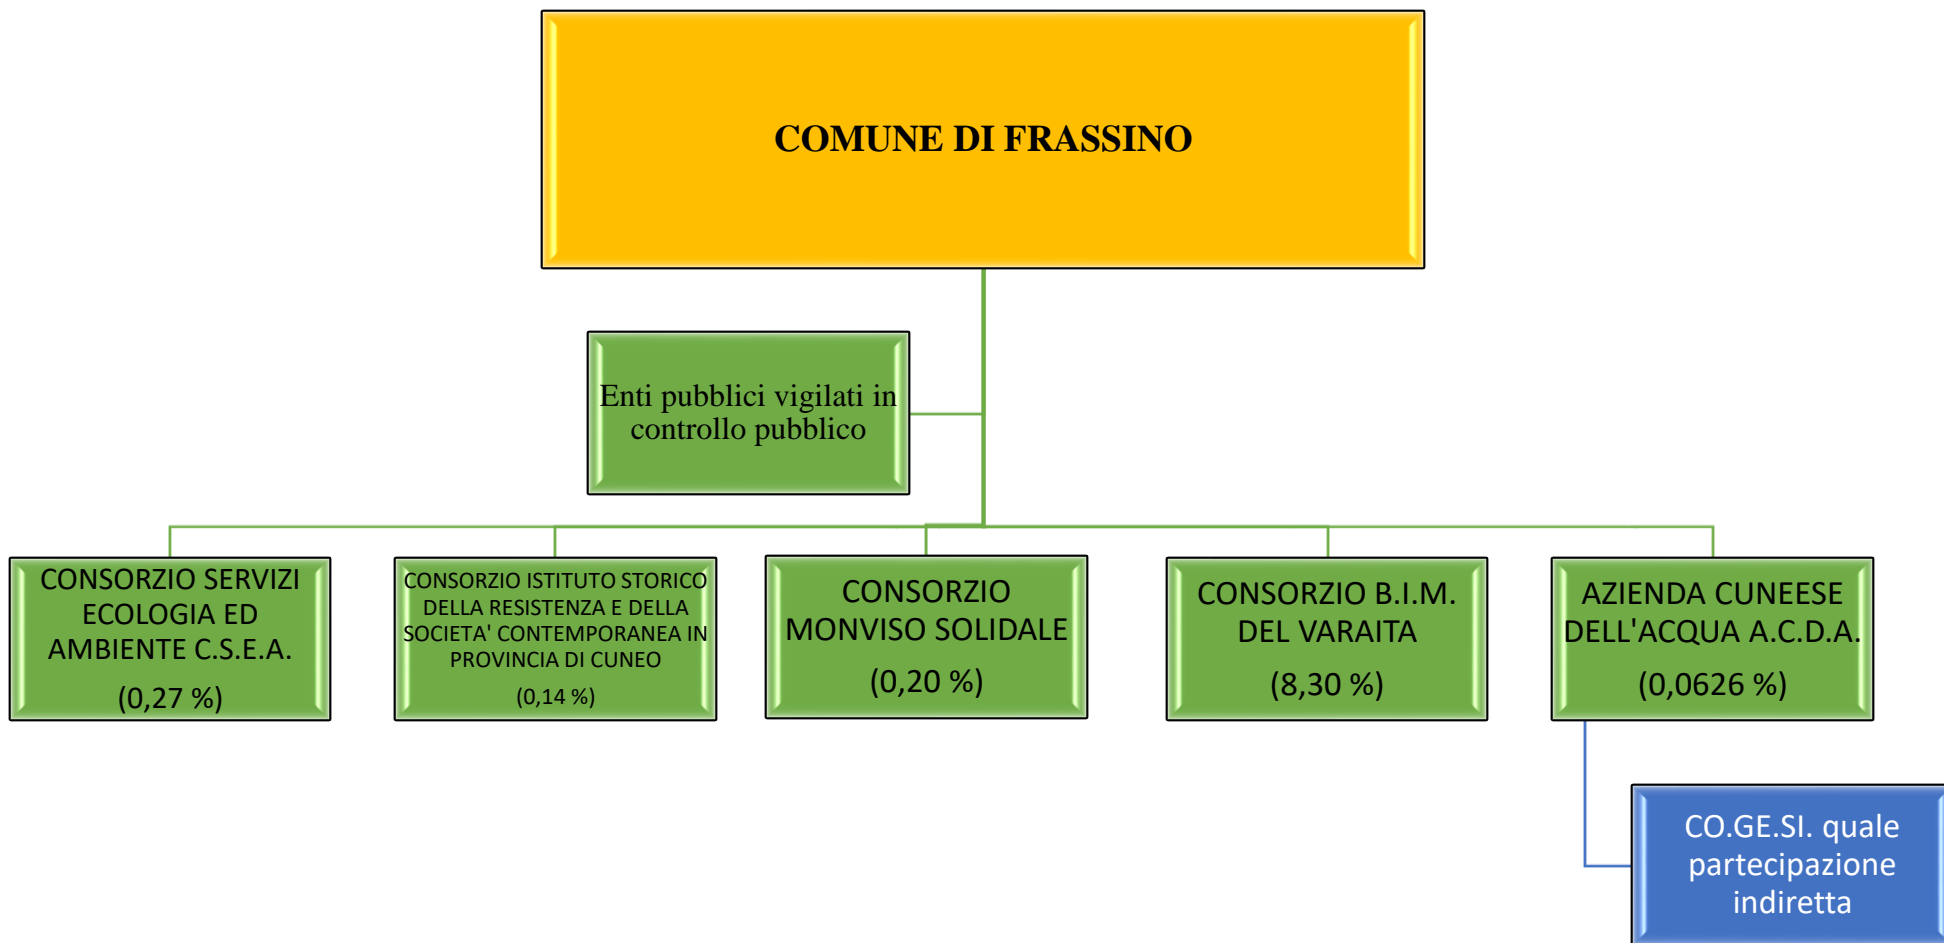 COMUNE DI FRASSINO
Enti pubblici vigilati in
controllo pubblico
CONSORZIO SERVIZI
ECOLOGIA ED
AMBIENTE C.S.E.A.
(0,27 %)
CONSORZIO ISTITUTO STORICO
DELLA RESISTENZA E DELLA
SOCIETA' CONTEMPORANEA IN
PROVINCIA DI CUNEO
(0,14 %)
CONSORZIO
MONVISO SOLIDALE
(0,20 %)
CONSORZIO B.I.M.
DEL VARAITA
(8,30 %)
AZIENDA CUNEESE
DELL'ACQUA A.C.D.A.
(0,0626 %)
CO.GE.SI. quale
partecipazione
indiretta